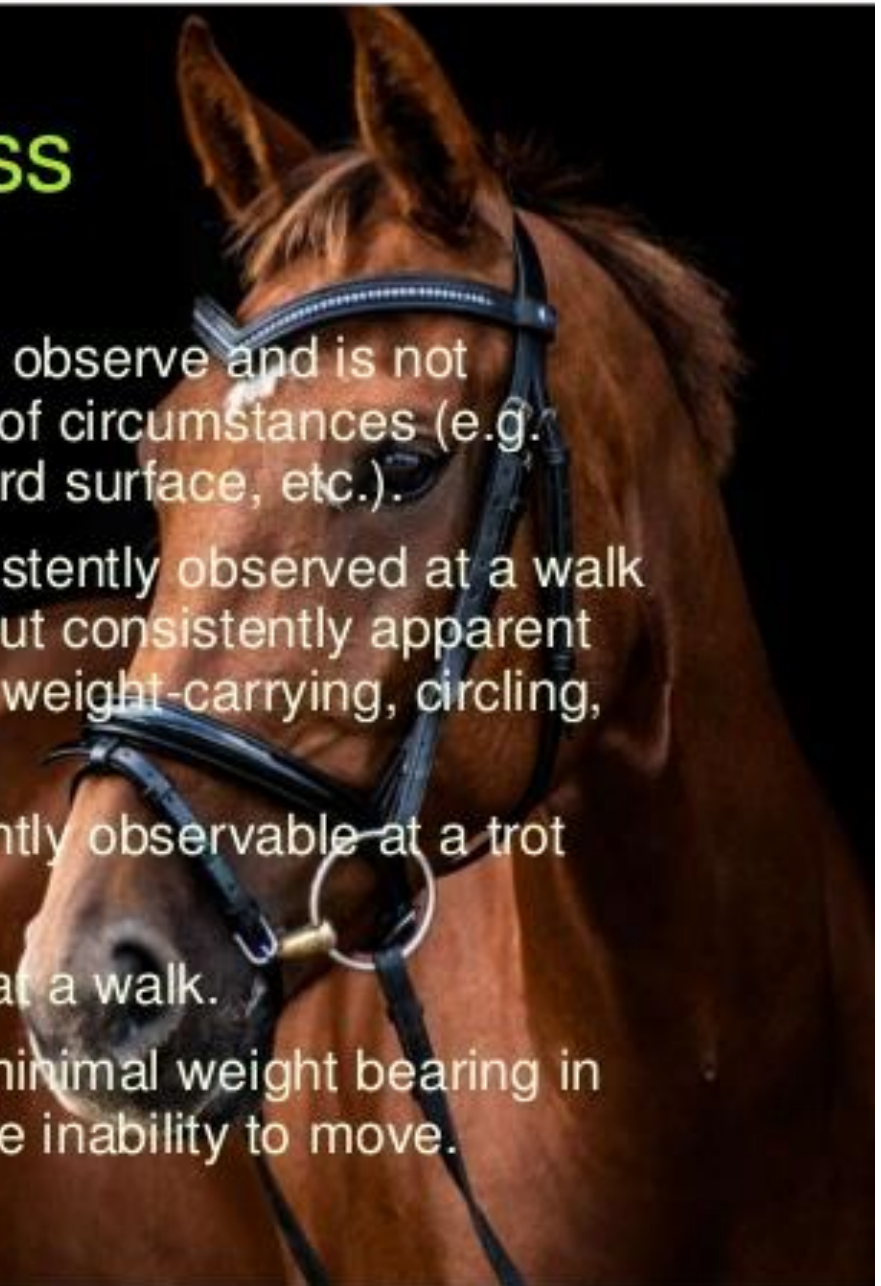 ss
observe and is not
of circumstances (e.g.
rd surface, etc.).
stently observed at a walk
ut consistently apparent
weight-carrying, circling,
ntly observable at a trot
at a walk.
minimal weight bearing in
e inability to move.